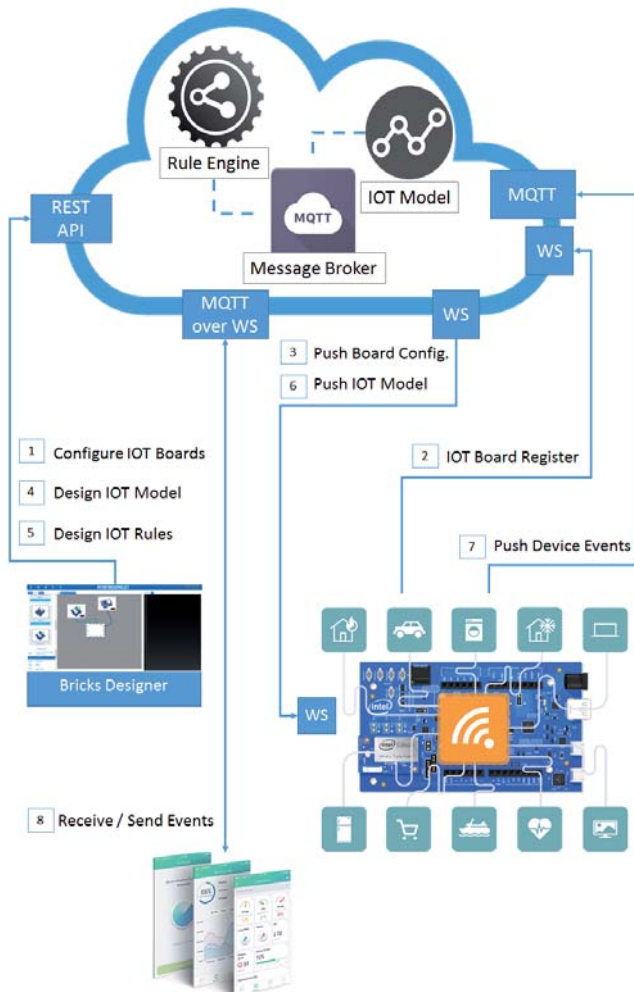 Rule Engine
IOT Model
MQTT
Message Broker
REST
API
MQTT
WS
MQTT
over WS
WS
3 Push Board Config.
6 Push IOT Model
1 Configure IOT Boards
4 Design IOT Model
5 Design IOT Rules
2 IOT Board Register
7 Push Device Events
Bricks Designer
WS
intel
intel
8 Receive / Send Events